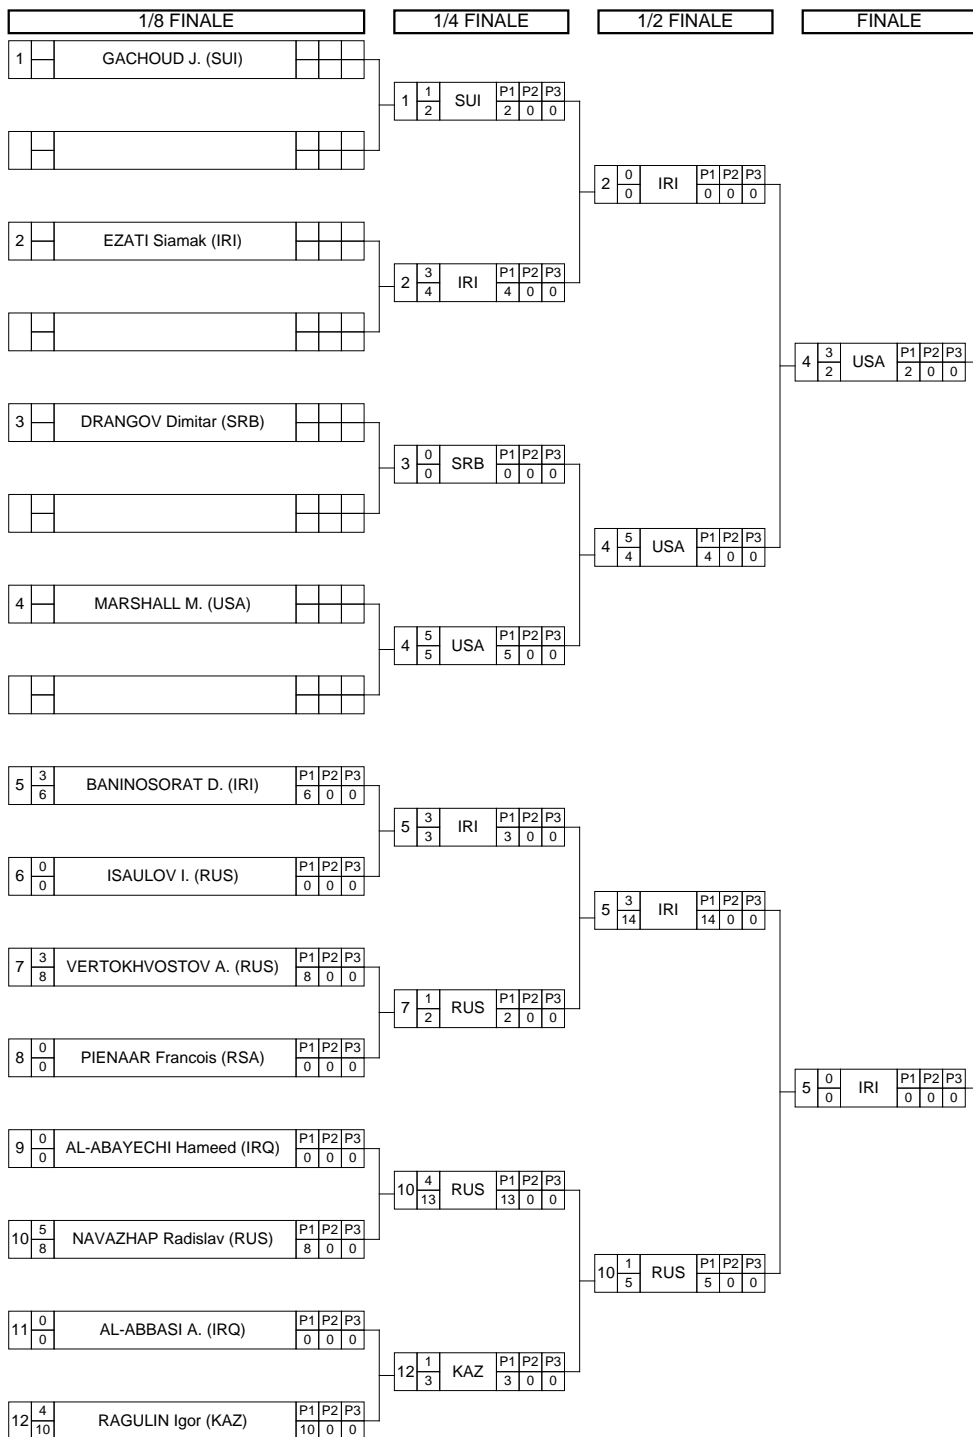 1/8 FINALE 1/4 FINALE 1/2 FINALE FINALE
1 GACHOUD J. (SUI)
1 1 2 SUI P1 P2 P3 2 0 0
2 0 0 IRI P1 P2 P3 0 0 0
2 EZATI Siamak (IRI)
2 3 4 IRI P1 P2 P3 4 0 0
4 3 2 USA P1 P2 P3 2 0 0
3 DRANGOV Dimitar (SRB)
3 0 0 SRB P1 P2 P3 0 0 0
4 5 4 USA P1 P2 P3 4 0 0
4 MARSHALL M. (USA)
4 5 5 USA P1 P2 P3 5 0 0
5 3 6 BANINOSORAT D. (IRI) P1 P2 P3 6 0 0
5 3 3 IRI P1 P2 P3 3 0 0
6 0 0 ISAULOV I. (RUS) P1 P2 P3 0 0 0
5 3 14 IRI P1 P2 P3 14 0 0
7 3 8 VERTOKHVOSTOV A. (RUS) P1 P2 P3 8 0 0
7 1 2 RUS P1 P2 P3 2 0 0
8 0 0 PIENAAR Francois (RSA) P1 P2 P3 0 0 0
5 0 0 IRI P1 P2 P3 0 0 0
9 0 0 AL-ABAYECHI Hameed (IRQ) P1 P2 P3 0 0 0
10 4 13 RUS P1 P2 P3 13 0 0
10 5 8 NAVAZHAP Radislav (RUS) P1 P2 P3 8 0 0
10 1 5 RUS P1 P2 P3 5 0 0
11 0 0 AL-ABBASI A. (IRQ) P1 P2 P3 0 0 0
12 1 3 KAZ P1 P2 P3 3 0 0
12 4 10 RAGULIN Igor (KAZ) P1 P2 P3 10 0 0